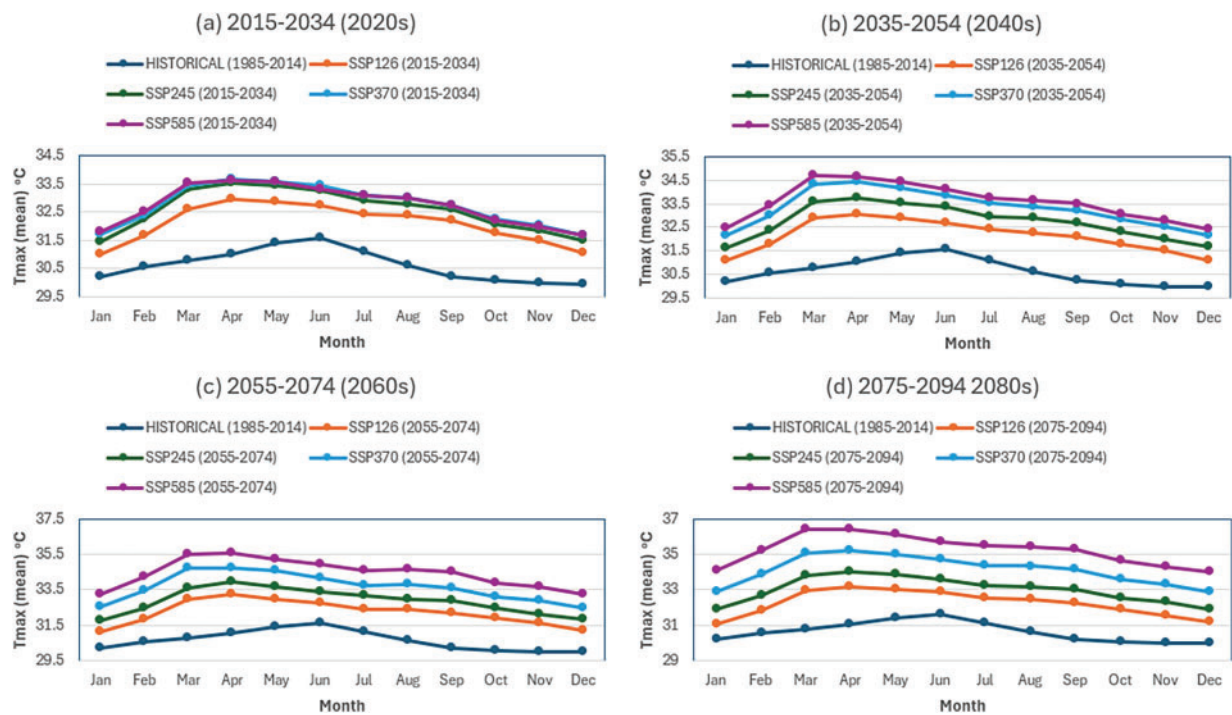 (a) 2015-2034 (2020s)
HISTORICAL (1985-2014) SSP126 (2015-2034)
SSP245 (2015-2034) SSP370 (2015-2034)
SSP585 (2015-2034)
Tmax (mean) °C
34.5
33.5
32.5
31.5
30.5
29.5
Jan Feb Mar Apr May Jun Jul Aug Sep Oct Nov Dec
Month
(b) 2035-2054 (2040s)
HISTORICAL (1985-2014) SSP126 (2035-2054)
SSP245 (2035-2054) SSP370 (2035-2054)
SSP585 (2035-2054)
Tmax (mean) °C
35.5
34.5
33.5
32.5
31.5
30.5
29.5
Jan Feb Mar Apr May Jun Jul Aug Sep Oct Nov Dec
Month
(c) 2055-2074 (2060s)
HISTORICAL (1985-2014) SSP126 (2055-2074)
SSP245 (2055-2074) SSP370 (2055-2074)
SSP585 (2055-2074)
Tmax (mean) °C
37.5
35.5
33.5
31.5
29.5
Jan Feb Mar Apr May Jun Jul Aug Sep Oct Nov Dec
Month
(d) 2075-2094 2080s)
HISTORICAL (1985-2014) SSP126 (2075-2094)
SSP245 (2075-2094) SSP370 (2075-2094)
SSP585 (2075-2094)
Tmax (mean) °C
37
35
33
31
29
Jan Feb Mar Apr May Jun Jul Aug Sep Oct Nov Dec
Month